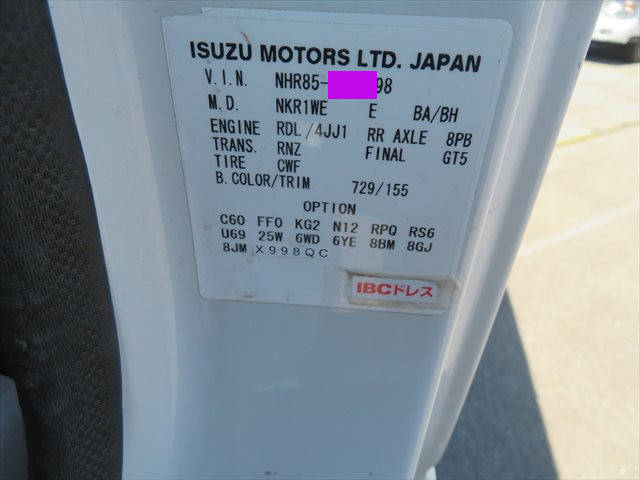 ISUZU MOTORS LTD. JAPAN
V.I.N. NHR85- 98
M.D. NKR1WE E BA/BH
ENGINE RDL/4JJ1 RR AXLE 8PB
TRANS. RNZ FINAL GT5
TIRE CWF
B.COLOR/TRIM 729/155
OPTION
C60 FF0 KG2 N12 RPQ RS6
U69 25W 6WD 6YE 8BM 8GJ
8JM X998QC
IBCドレス